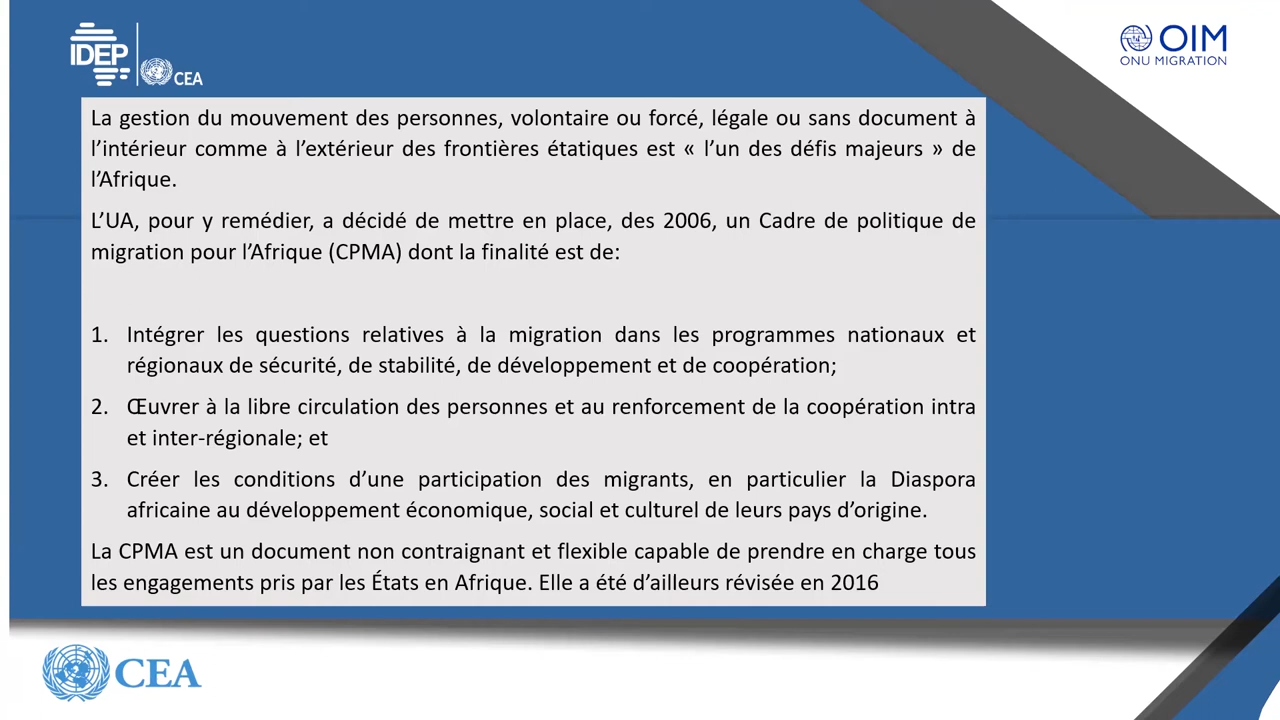 IDEP
CEA
OIM
ONU MIGRATION
La gestion du mouvement des personnes, volontaire ou forcé, légale ou sans document à
l’intérieur comme à l’extérieur des frontières étatiques est « l’un des défis majeurs » de
l’Afrique.
L’UA, pour y remédier, a décidé de mettre en place, des 2006, un Cadre de politique de
migration pour l’Afrique (CPMA) dont la finalité est de:
1. Intégrer les questions relatives à la migration dans les programmes nationaux et
régionaux de sécurité, de stabilité, de développement et de coopération;
2. Œuvrer à la libre circulation des personnes et au renforcement de la coopération intra
et inter-régionale; et
3. Créer les conditions d’une participation des migrants, en particulier la Diaspora
africaine au développement économique, social et culturel de leurs pays d’origine.
La CPMA est un document non contraignant et flexible capable de prendre en charge tous
les engagements pris par les États en Afrique. Elle a été d’ailleurs révisée en 2016
CEA